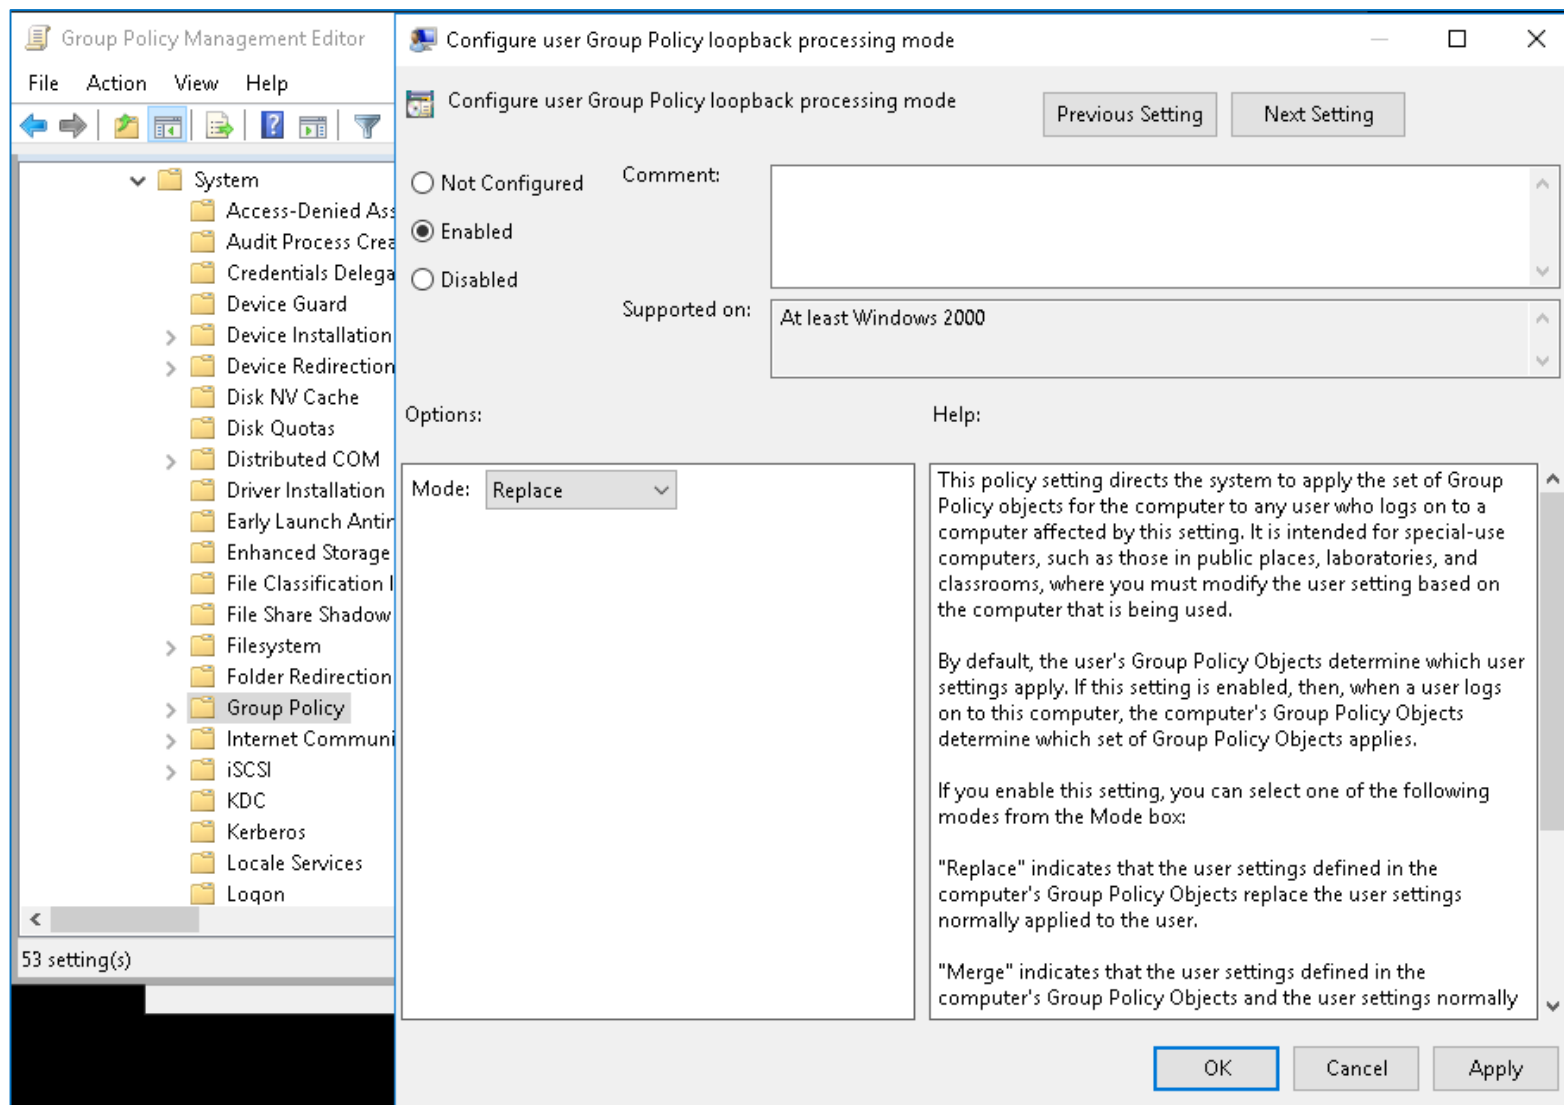 Group Policy Management Editor
File Action View Help
System
Access-Denied Ass
Audit Process Crea
Credentials Delega
Device Guard
Device Installation
Device Redirection
Disk NV Cache
Disk Quotas
Distributed COM
Driver Installation
Early Launch Antir
Enhanced Storage
File Classification I
File Share Shadow
Filesystem
Folder Redirection
Group Policy
Internet Communi
iSCSI
KDC
Kerberos
Locale Services
Logon
53 setting(s)
Configure user Group Policy loopback processing mode
Configure user Group Policy loopback processing mode
Previous Setting Next Setting
Not Configured
Enabled
Disabled
Comment:
Supported on:
At least Windows 2000
Options:
Help:
Mode: Replace
This policy setting directs the system to apply the set of Group
Policy objects for the computer to any user who logs on to a
computer affected by this setting. It is intended for special-use
computers, such as those in public places, laboratories, and
classrooms, where you must modify the user setting based on
the computer that is being used.
By default, the user's Group Policy Objects determine which user
settings apply. If this setting is enabled, then, when a user logs
on to this computer, the computer's Group Policy Objects
determine which set of Group Policy Objects applies.
If you enable this setting, you can select one of the following
modes from the Mode box:
"Replace" indicates that the user settings defined in the
computer's Group Policy Objects replace the user settings
normally applied to the user.
"Merge" indicates that the user settings defined in the
computer's Group Policy Objects and the user settings normally
OK Cancel Apply